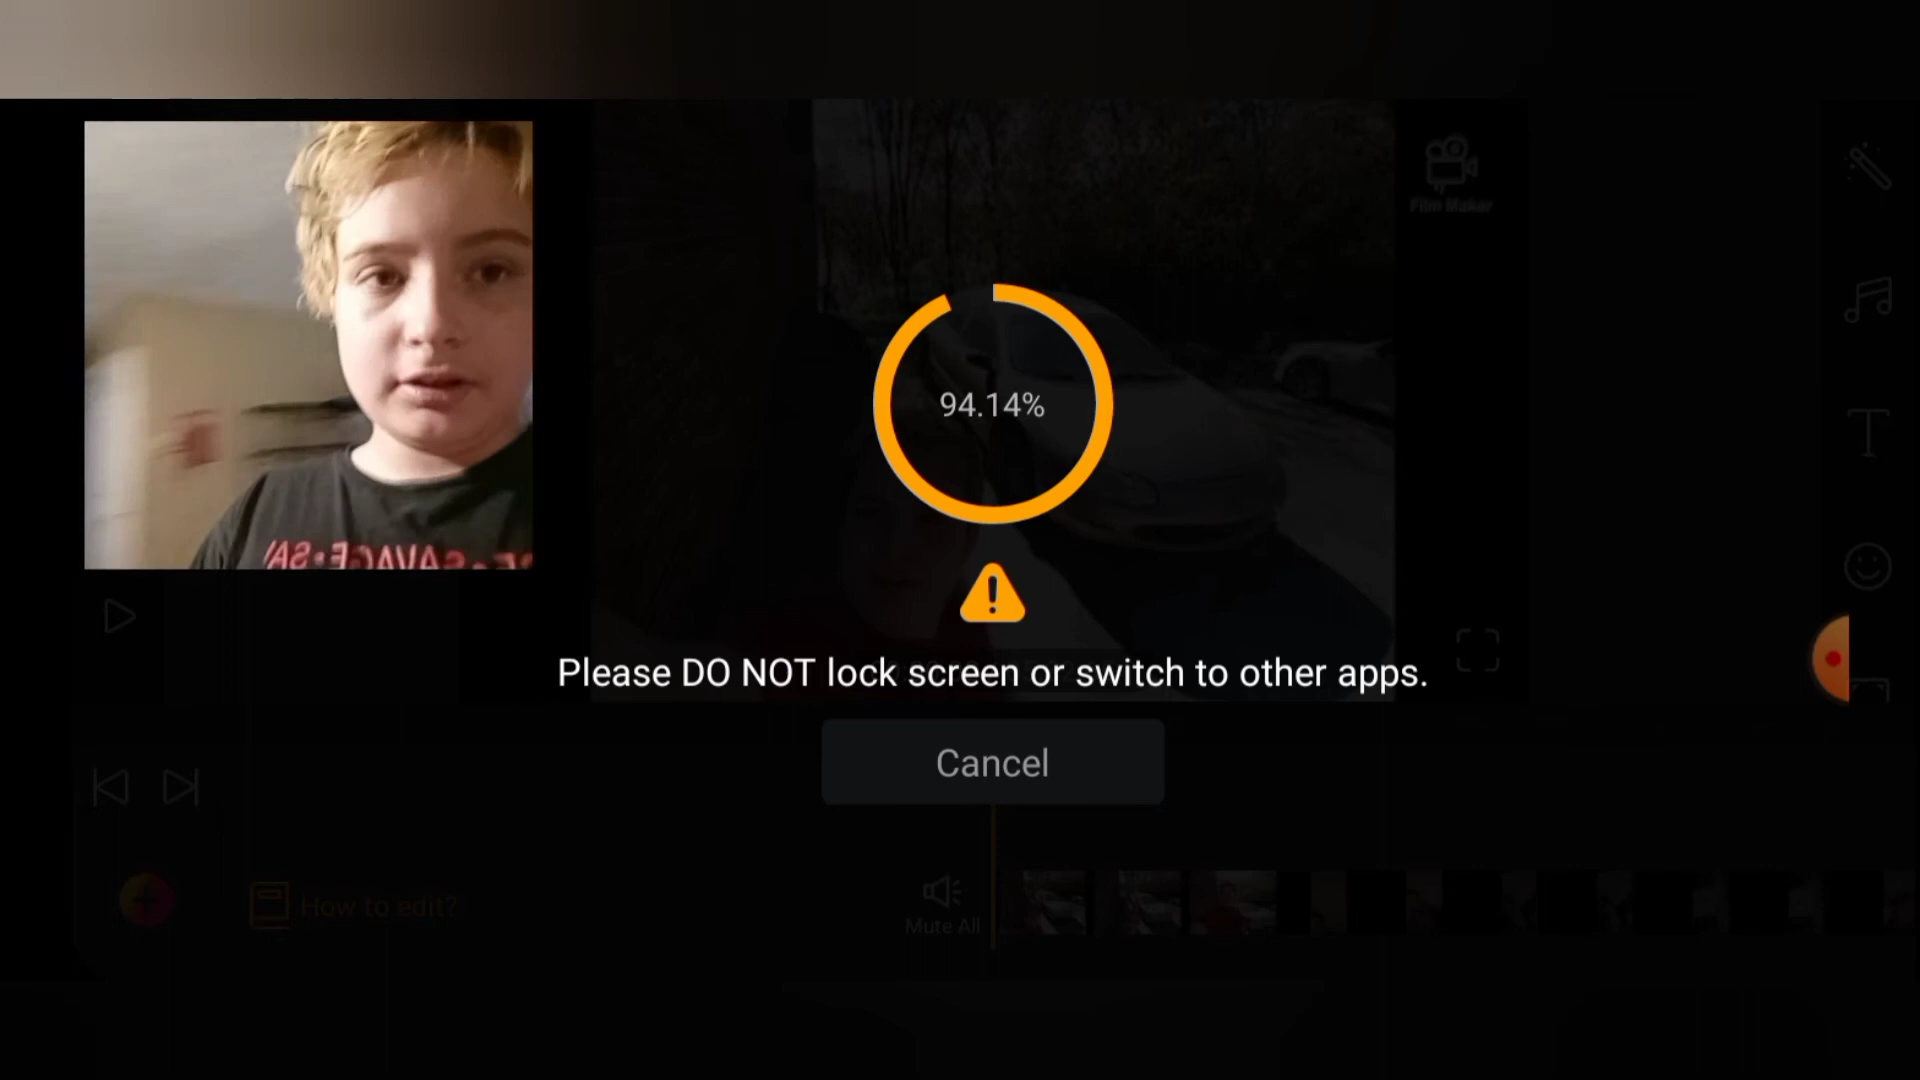 Film Maker
94.14%
Please DO NOT lock screen or switch to other apps.
Cancel
How to edit?
Mute All